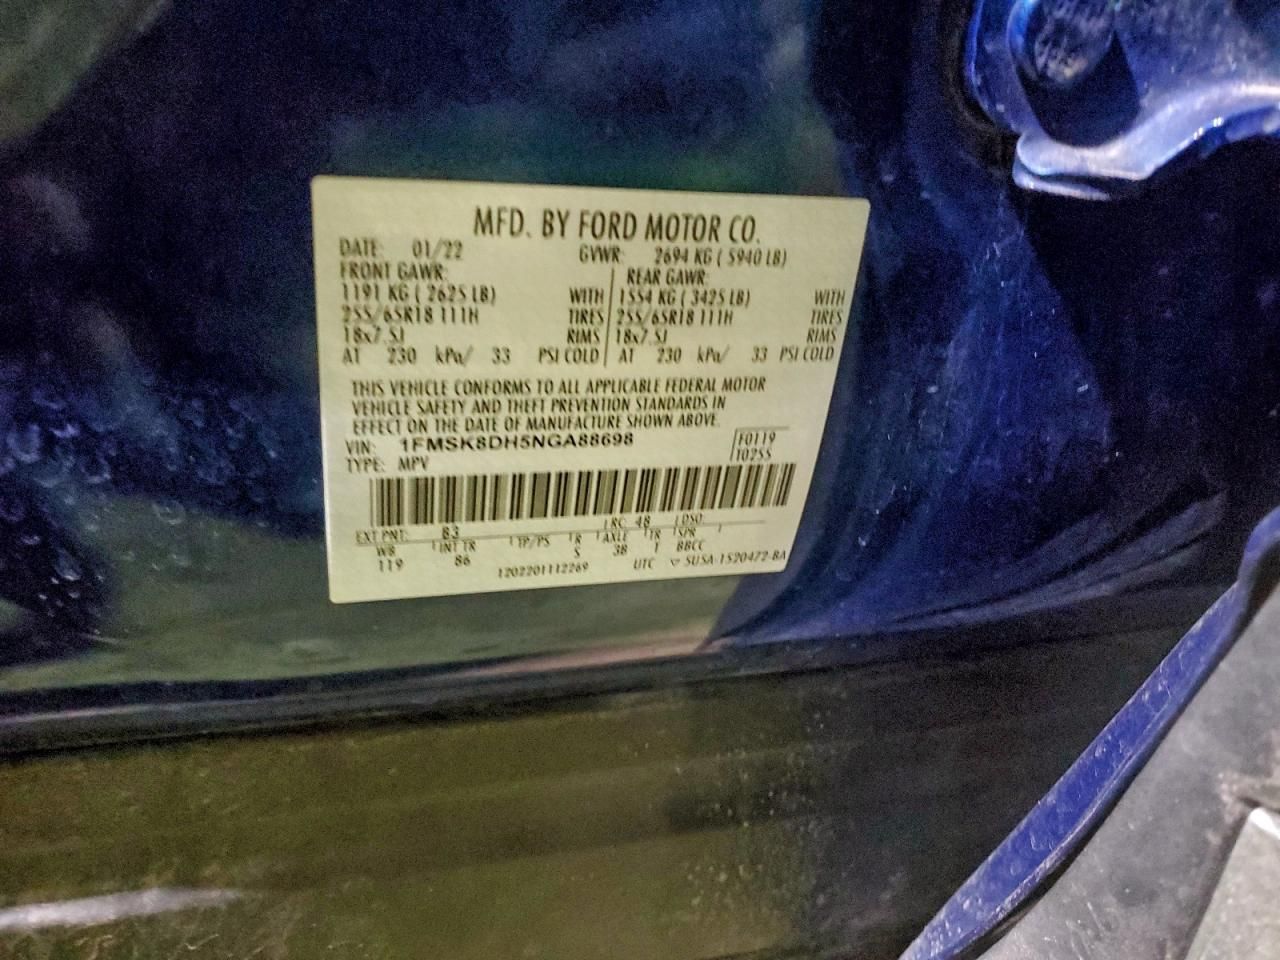 MFD. BY FORD MOTOR CO.
DATE: 01/22 GVWR: 2694 KG ( 5940 LB)
FRONT GAWR: REAR GAWR:
1191 KG ( 2625 LB) WITH 1554 KG ( 3425 LB) WITH
255/65R18 111H TIRES 255/65R18 111H TIRES
18x7.5J RIMS 18x7.5J RIMS
AT 230 kPa/ 33 PSI COLD AT 230 kPa/ 33 PSI COLD
THIS VEHICLE CONFORMS TO ALL APPLICABLE FEDERAL MOTOR
VEHICLE SAFETY AND THEFT PREVENTION STANDARDS IN
EFFECT ON THE DATE OF MANUFACTURE SHOWN ABOVE.
VIN: 1FMSK8DH5NGA88698 F0119
TYPE: MPV T0255
EXT PNT: B3 RC: 48 DSO:
WB INT TR TP/PS R AXLE TR SPR
119 86 S 38 T BBCC
1202201112269 UTC ▽ 5U5A-1520472-BA